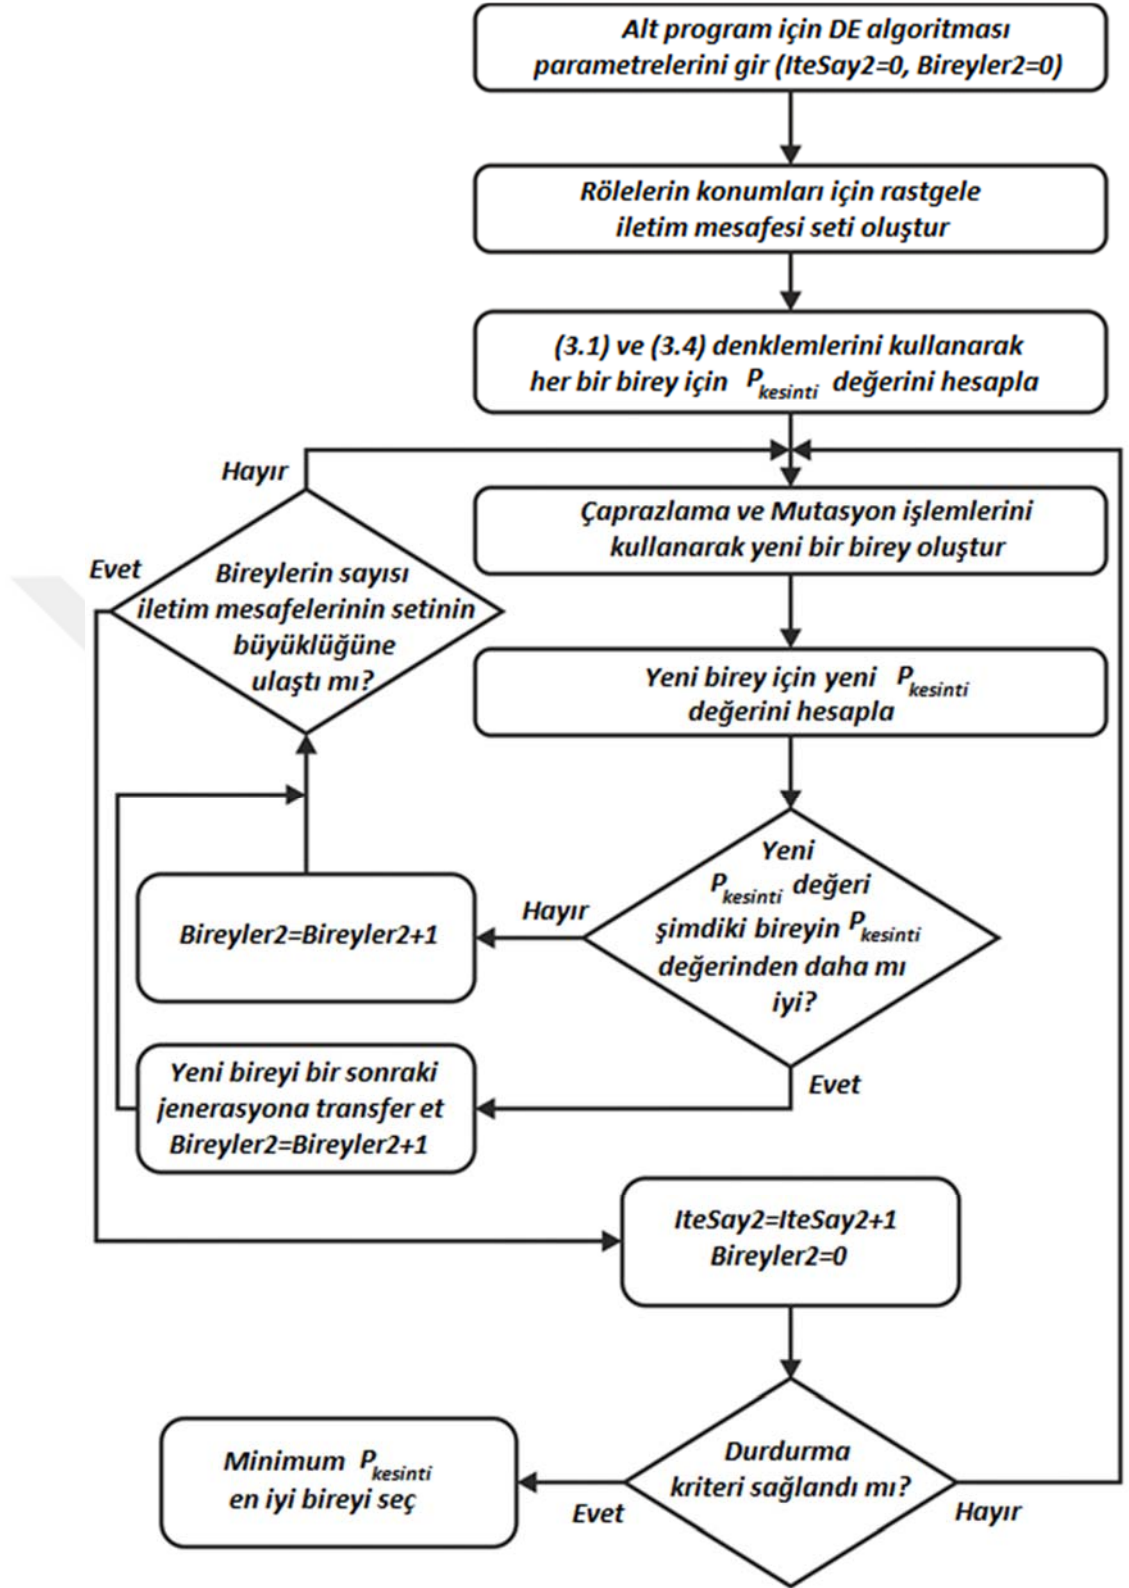 Alt program için DE algoritması
parametrelerini gir (IteSay2=0, Bireyler2=0)
Rölelerin konumları için rastgele
iletim mesafesi seti oluştur
(3.1) ve (3.4) denklemlerini kullanarak
her bir birey için P kesinti değerini hesapla
Çaprazlama ve Mutasyon işlemlerini
kullanarak yeni bir birey oluştur
Yeni birey için yeni P kesinti
değerini hesapla
Yeni
P kesinti değeri
şimdiki bireyin P kesinti
değerinden daha mı
iyi?
Hayır
Evet
Bireyler2=Bireyler2+1
Yeni bireyi bir sonraki
jenerasyona transfer et
Bireyler2=Bireyler2+1
Bireylerin sayısı
iletim mesafelerinin setinin
büyüklüğüne
ulaştı mı?
Hayır
Evet
IteSay2=IteSay2+1
Bireyler2=0
Durdurma
kriteri sağlandı mı?
Evet
Hayır
Minimum P kesinti
en iyi bireyi seç